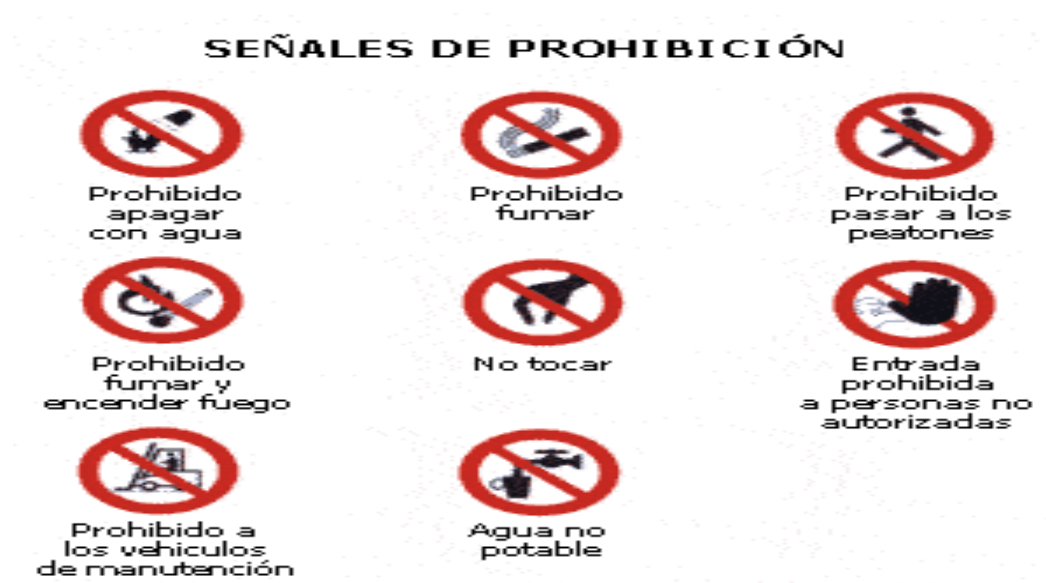 SEÑALES DE PROHIBICIÓN
Prohibido
apagar
con agua
Prohibido
fumar
Prohibido
pasar a los
peatones
Prohibido
fumar y
encender fuego
No tocar
Entrada
prohibida
a personas no
autorizadas
Prohibido a
los vehiculos
de manutención
Agua no
potable